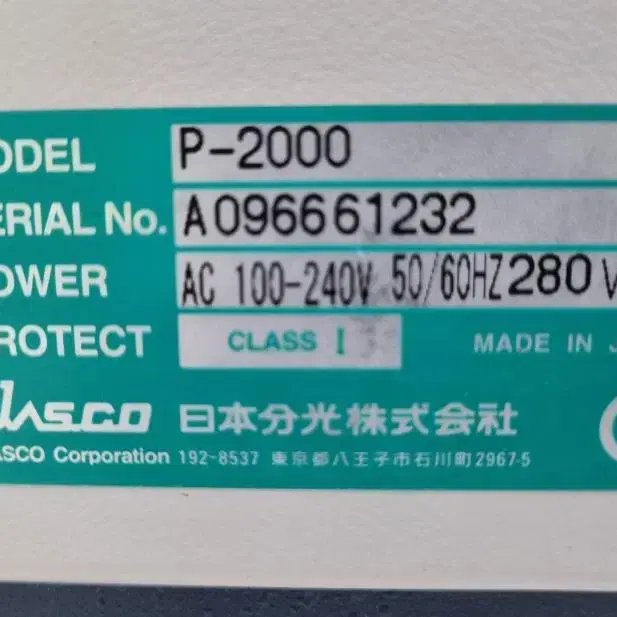 ODEL P-2000
ERIAL No. A096661232
OWER AC 100-240V 50/60HZ 280 V
ROTECT CLASS I MADE IN J
JASCO 日本分光株式会社
ASCO Corporation 192-8537 東京都八王子市石川町2967-5